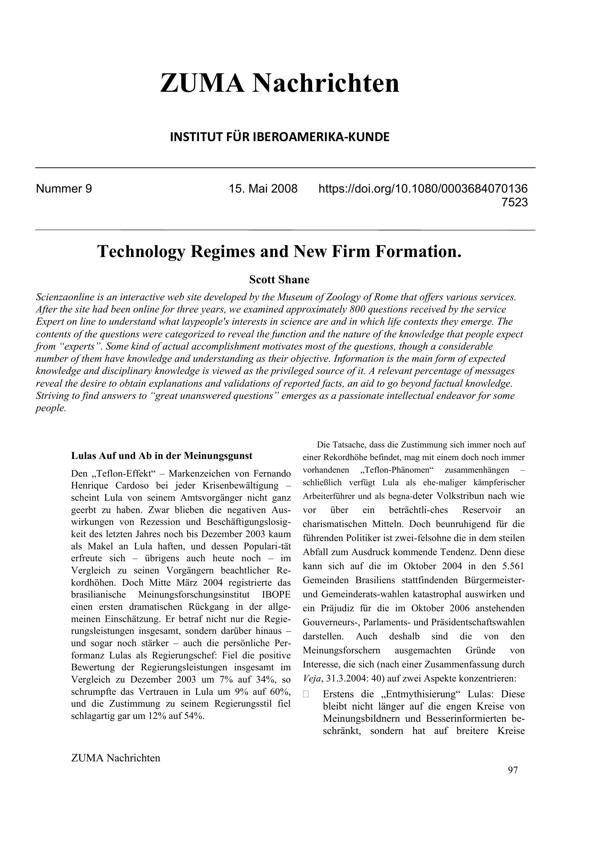 ZUMA Nachrichten
INSTITUT FÜR IBEROAMERIKA-KUNDE
Nummer 9 15. Mai 2008 https://doi.org/10.1080/0003684070136
7523
Technology Regimes and New Firm Formation.
Scott Shane
Scienzaonline is an interactive web site developed by the Museum of Zoology of Rome that offers various services.
After the site had been online for three years, we examined approximately 800 questions received by the service
Expert on line to understand what laypeople's interests in science are and in which life contexts they emerge. The
contents of the questions were categorized to reveal the function and the nature of the knowledge that people expect
from “experts”. Some kind of actual accomplishment motivates most of the questions, though a considerable
number of them have knowledge and understanding as their objective. Information is the main form of expected
knowledge and disciplinary knowledge is viewed as the privileged source of it. A relevant percentage of messages
reveal the desire to obtain explanations and validations of reported facts, an aid to go beyond factual knowledge.
Striving to find answers to “great unanswered questions” emerges as a passionate intellectual endeavor for some
people.
Lulas Auf und Ab in der Meinungsgunst
Den „Teflon-Effekt“ – Markenzeichen von Fernando
Henrique Cardoso bei jeder Krisenbewältigung –
scheint Lula von seinem Amtsvorgänger nicht ganz
geerbt zu haben. Zwar blieben die negativen Aus-
wirkungen von Rezession und Beschäftigungslosig-
keit des letzten Jahres noch bis Dezember 2003 kaum
als Makel an Lula haften, und dessen Populari-tät
erfreute sich – übrigens auch heute noch – im
Vergleich zu seinen Vorgängern beachtlicher Re-
kordhöhen. Doch Mitte März 2004 registrierte das
brasilianische Meinungsforschungsinstitut IBOPE
einen ersten dramatischen Rückgang in der allge-
meinen Einschätzung. Er betraf nicht nur die Regie-
rungsleistungen insgesamt, sondern darüber hinaus –
und sogar noch stärker – auch die persönliche Per-
formanz Lulas als Regierungschef: Fiel die positive
Bewertung der Regierungsleistungen insgesamt im
Vergleich zu Dezember 2003 um 7% auf 34%, so
schrumpfte das Vertrauen in Lula um 9% auf 60%,
und die Zustimmung zu seinem Regierungsstil fiel
schlagartig gar um 12% auf 54%.
Die Tatsache, dass die Zustimmung sich immer noch auf
einer Rekordhöhe befindet, mag mit einem doch noch immer
vorhandenen „Teflon-Phänomen“ zusammenhängen –
schließlich verfügt Lula als ehe-maliger kämpferischer
Arbeiterführer und als begna-deter Volkstribun nach wie
vor über ein beträchtli-ches Reservoir an
charismatischen Mitteln. Doch beunruhigend für die
führenden Politiker ist zwei-felsohne die in dem steilen
Abfall zum Ausdruck kommende Tendenz. Denn diese
kann sich auf die im Oktober 2004 in den 5.561
Gemeinden Brasiliens stattfindenden Bürgermeister-
und Gemeinderats-wahlen katastrophal auswirken und
ein Präjudiz für die im Oktober 2006 anstehenden
Gouverneurs-, Parlaments- und Präsidentschaftswahlen
darstellen. Auch deshalb sind die von den
Meinungsforschern ausgemachten Gründe von
Interesse, die sich (nach einer Zusammenfassung durch
Veja, 31.3.2004: 40) auf zwei Aspekte konzentrieren:
Erstens die „Entmythisierung“ Lulas: Diese
bleibt nicht länger auf die engen Kreise von
Meinungsbildnern und Besserinformierten be-
schränkt, sondern hat auf breitere Kreise
ZUMA Nachrichten
97